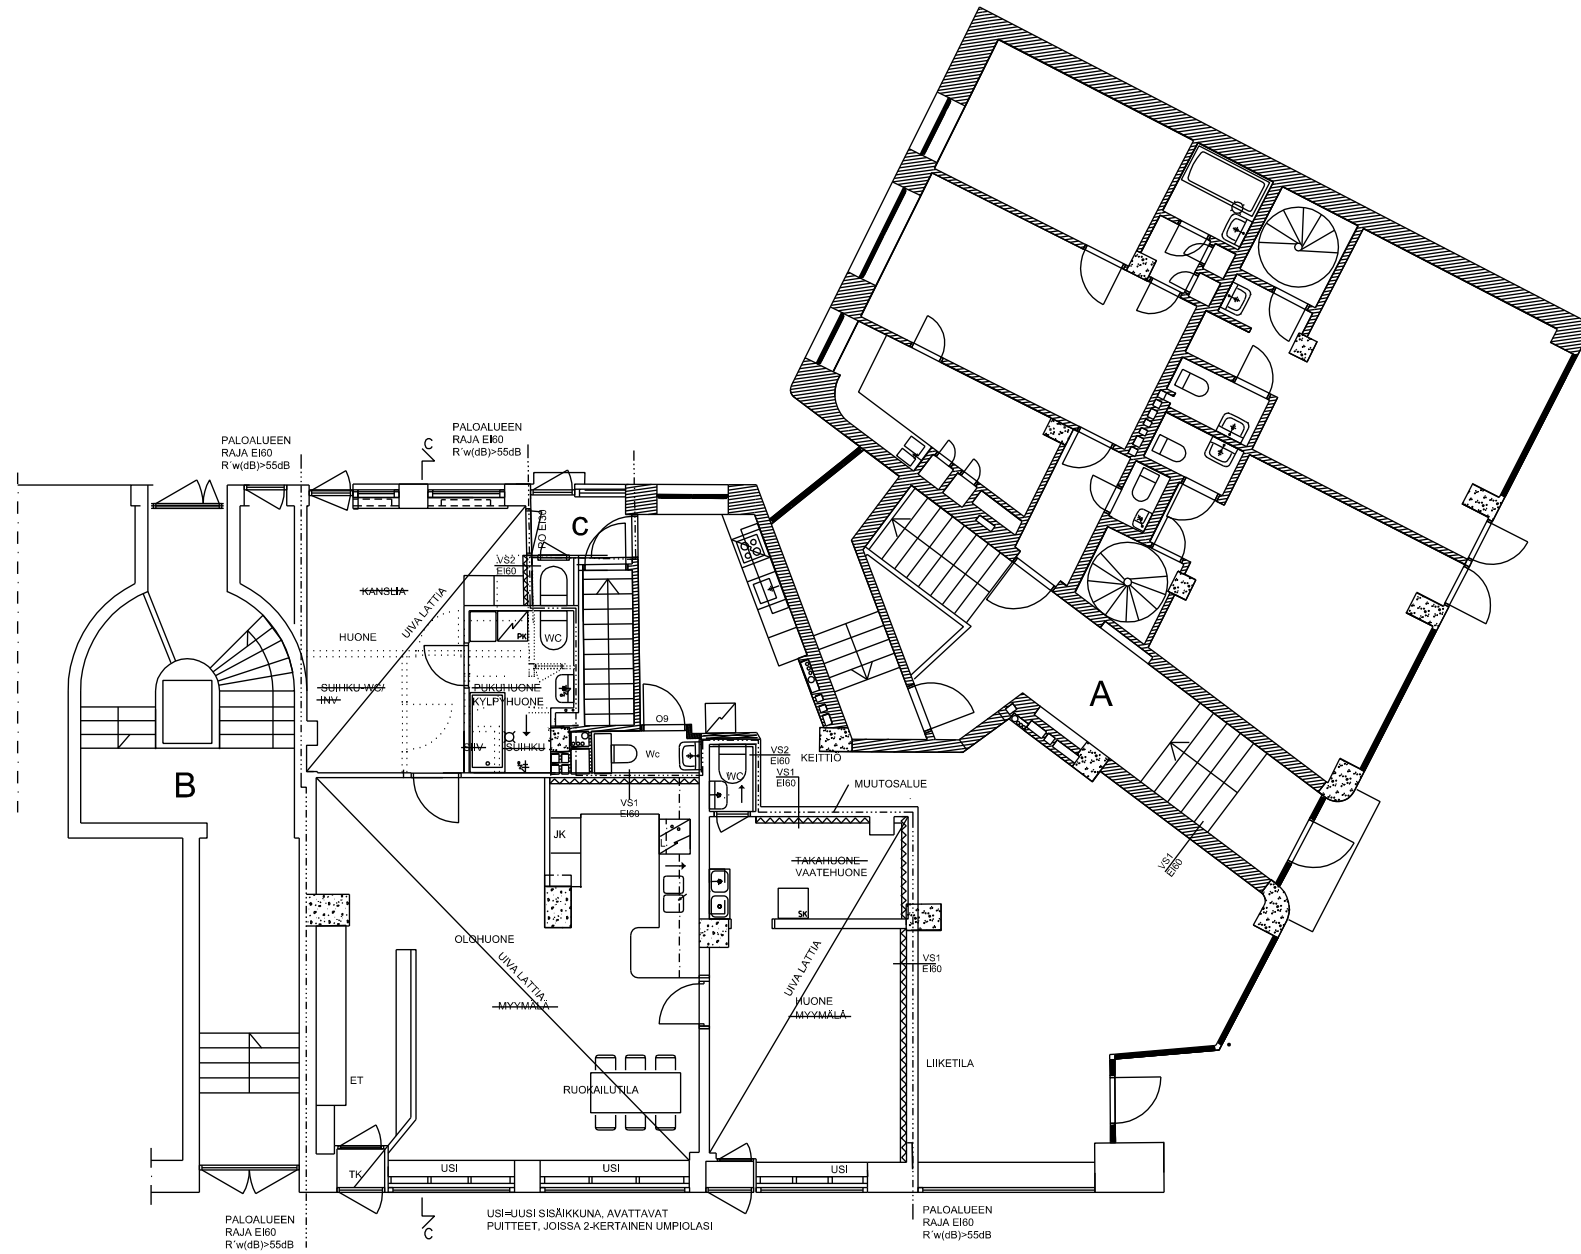 PALOALUEEN
RAJA EI60
R´w(dB)>55dB
C
PALOALUEEN
RAJA EI60
R´w(dB)>55dB
C
RO EI30
VS2
EI60
KANSLIA
UIVA LATTIA
HUONE
WC
PK
SUIHKU-WC/
INV
PUKUHUONE
KYLPYHUONE
SIIV
SUIHKU
O9
Wc
A
B
VS2
EI60
KEITTIÖ
VS1
EI60
WC
VS1
EI60
MUUTOSALUE
JK
TAKAHUONE
VAATEHUONE
SK
VS1
EI60
OLOHUONE
UIVA LATTIA
MYYMÄLÄ
UIVA LATTIA
HUONE
MYYMÄLÄ
VS1
EI60
LIIKETILA
ET
RUOKAILUTILA
TK
USI
USI
USI
C
USI=UUSI SISÄIKKUNA, AVATTAVAT
PUITTEET, JOISSA 2-KERTAINEN UMPIOLASI
PALOALUEEN
RAJA EI60
R´w(dB)>55dB
PALOALUEEN
RAJA EI60
R´w(dB)>55dB